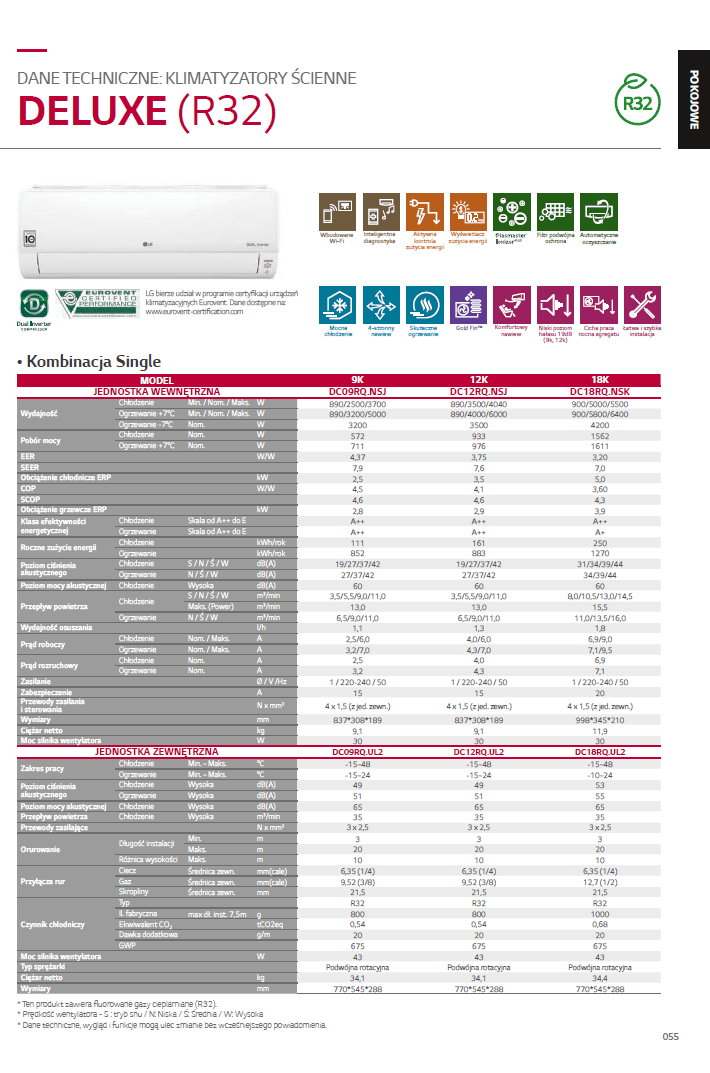 DANE TECHNICZNE: KLIMATYZATORY ŚCIENNE
DELUXE (R32)
R32
POKOJOWE
LG
Wbudowane Wi-Fi
Inteligentna diagnostyka
Aktywna kontrola zużycia energii
Wyświetlacz zużycia energii
Plasmaster Ionizer PLUS
Filtr podwójna ochrona
Automatyczne oczyszczanie
EUROVENT CERTIFIED PERFORMANCE
Dual Inverter COMPRESSOR
LG bierze udział w programie certyfikacji urządzeń
klimatyzacyjnych Eurovent. Dane dostępne na:
www.eurovent-certification.com
Mocne chłodzenie
4-stronny nawiew
Skuteczne ogrzewanie
Gold Fin™
Komfortowy nawiew
Niski poziom hałasu 19dB (9k, 12k)
Cicha praca nocna agregatu
Łatwa i szybka instalacja
• Kombinacja Single
MODEL 9K 12K 18K
JEDNOSTKA WEWNĘTRZNA DC09RQ.NSJ DC12RQ.NSJ DC18RQ.NSK
Wydajność Chłodzenie Min. / Nom. / Maks. W 890/2500/3700 890/3500/4040 900/5000/5500
Ogrzewanie +7°C Min. / Nom. / Maks. W 890/3200/5000 890/4000/6000 900/5800/6400
Ogrzewanie -7°C Nom. W 3200 3500 4200
Pobór mocy Chłodzenie Nom. W 572 933 1562
Ogrzewanie +7°C Nom. W 711 976 1611
EER W/W 4,37 3,75 3,20
SEER 7,9 7,6 7,0
Obciążenie chłodnicze ERP kW 2,5 3,5 5,0
COP W/W 4,5 4,1 3,60
SCOP 4,6 4,6 4,3
Obciążenie grzewcze ERP kW 2,8 2,9 3,9
Klasa efektywności energetycznej Chłodzenie Skala od A++ do E A++ A++ A++
Ogrzewanie Skala od A++ do E A++ A++ A+
Roczne zużycie energii Chłodzenie kWh/rok 111 161 250
Ogrzewanie kWh/rok 852 883 1270
Poziom ciśnienia akustycznego Chłodzenie S / N / Ś / W dB(A) 19/27/37/42 19/27/37/42 31/34/39/44
Ogrzewanie N / Ś / W dB(A) 27/37/42 27/37/42 34/39/44
Poziom mocy akustycznej Chłodzenie Wysoka dB(A) 60 60 60
Przepływ powietrza Chłodzenie S / N / Ś / W m³/min 3,5/5,5/9,0/11,0 3,5/5,5/9,0/11,0 8,0/10,5/13,0/14,5
Maks. (Power) m³/min 13,0 13,0 15,5
Ogrzewanie N / Ś / W m³/min 6,5/9,0/11,0 6,5/9,0/11,0 11,0/13,5/16,0
Wydajność osuszania l/h 1,1 1,3 1,8
Prąd roboczy Chłodzenie Nom. / Maks. A 2,5/6,0 4,0/6,0 6,9/9,0
Ogrzewanie Nom. / Maks. A 3,2/7,0 4,3/7,0 7,1/9,5
Prąd rozruchowy Chłodzenie Nom. A 2,5 4,0 6,9
Ogrzewanie Nom. A 3,2 4,3 7,1
Zasilanie Ø / V /Hz 1 / 220-240 / 50 1 / 220-240 / 50 1 / 220-240 / 50
Zabezpieczenie A 15 15 20
Przewody zasilania i sterowania N x mm² 4 x 1,5 (z jed. zewn.) 4 x 1,5 (z jed. zewn.) 4 x 1,5 (z jed. zewn.)
Wymiary mm 837*308*189 837*308*189 998*345*210
Ciężar netto kg 9,1 9,1 11,9
Moc silnika wentylatora W 30 30 30
JEDNOSTKA ZEWNĘTRZNA DC09RQ.UL2 DC12RQ.UL2 DC18RQ.UL2
Zakres pracy Chłodzenie Min. – Maks. °C -15~48 -15~48 -15~48
Ogrzewanie Min. – Maks. °C -15~24 -15~24 -10~24
Poziom ciśnienia akustycznego Chłodzenie Wysoka dB(A) 49 49 53
Ogrzewanie Wysoka dB(A) 51 51 55
Poziom mocy akustycznej Chłodzenie Wysoka dB(A) 65 65 65
Przepływ powietrza Chłodzenie Wysoka m³/min 35 35 35
Przewody zasilające N x mm² 3 x 2,5 3 x 2,5 3 x 2,5
Orurowanie Długość instalacji Min. m 3 3 3
Maks. m 20 20 20
Różnica wysokości Maks. m 10 10 10
Przyłącza rur Ciecz Średnica zewn. mm(cale) 6,35 (1/4) 6,35 (1/4) 6,35 (1/4)
Gaz Średnica zewn. mm(cale) 9,52 (3/8) 9,52 (3/8) 12,7 (1/2)
Skropliny Średnica zewn. mm 21,5 21,5 21,5
Czynnik chłodniczy Typ R32 R32 R32
Il. fabryczna max dł. inst. 7,5m g 800 800 1000
Ekwiwalent CO₂ tCO2eq 0,54 0,54 0,68
Dawka dodatkowa g/m 20 20 20
GWP 675 675 675
Moc silnika wentylatora W 43 43 43
Typ sprężarki Podwójna rotacyjna Podwójna rotacyjna Podwójna rotacyjna
Ciężar netto kg 34,1 34,1 34,4
Wymiary mm 770*545*288 770*545*288 770*545*288
* Ten produkt zawiera fluorowane gazy cieplarniane (R32).
* Prędkość wentylatora - S : tryb snu / N: Niska / Ś: Średnia / W: Wysoka
* Dane techniczne, wygląd i funkcje mogą ulec zmianie bez wcześniejszego powiadomienia.
055